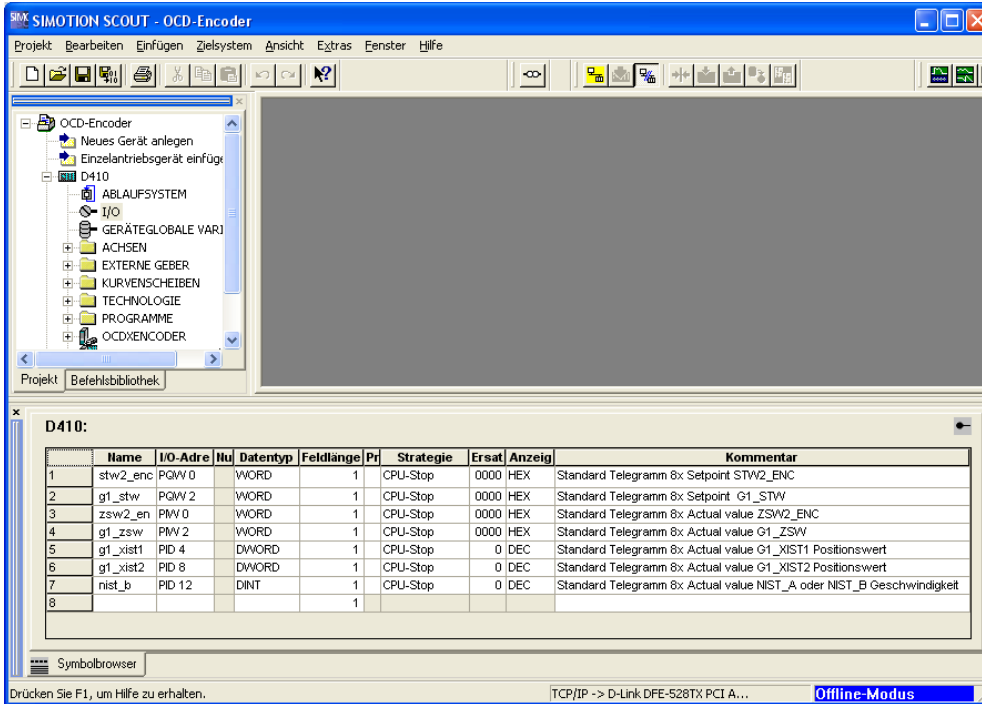 SIMOTION SCOUT - OCD-Encoder
Projekt Bearbeiten Einfügen Zielsystem Ansicht Extras Fenster Hilfe
OCD-Encoder
Neues Gerät anlegen
Einzelantriebsgerät einfüge
D410
ABLAUFSYSTEM
I/O
GERÄTEGLOBALE VARI
ACHSEN
EXTERNE GEBER
KURVENSCHEIBEN
TECHNOLOGIE
PROGRAMME
OCDXENCODER
Projekt Befehlsbibliothek
D410:
Name I/O-Adre Nu Datentyp Feldlänge Pr Strategie Ersat Anzeig Kommentar
1 stw2_enc PQW 0 WORD 1 CPU-Stop 0000 HEX Standard Telegramm 8x Setpoint STW2_ENC
2 g1_stw PQW 2 WORD 1 CPU-Stop 0000 HEX Standard Telegramm 8x Setpoint G1_STW
3 zsw2_en PIW 0 WORD 1 CPU-Stop 0000 HEX Standard Telegramm 8x Actual value ZSW2_ENC
4 g1_zsw PIW 2 WORD 1 CPU-Stop 0000 HEX Standard Telegramm 8x Actual value G1_ZSW
5 g1_xist1 PID 4 DWORD 1 CPU-Stop 0 DEC Standard Telegramm 8x Actual value G1_XIST1 Positionswert
6 g1_xist2 PID 8 DWORD 1 CPU-Stop 0 DEC Standard Telegramm 8x Actual value G1_XIST2 Positionswert
7 nist_b PID 12 DINT 1 CPU-Stop 0 DEC Standard Telegramm 8x Actual value NIST_A oder NIST_B Geschwindigkeit
8 1
Symbolbrowser
Drücken Sie F1, um Hilfe zu erhalten. TCP/IP -> D-Link DFE-528TX PCI A... Offline-Modus